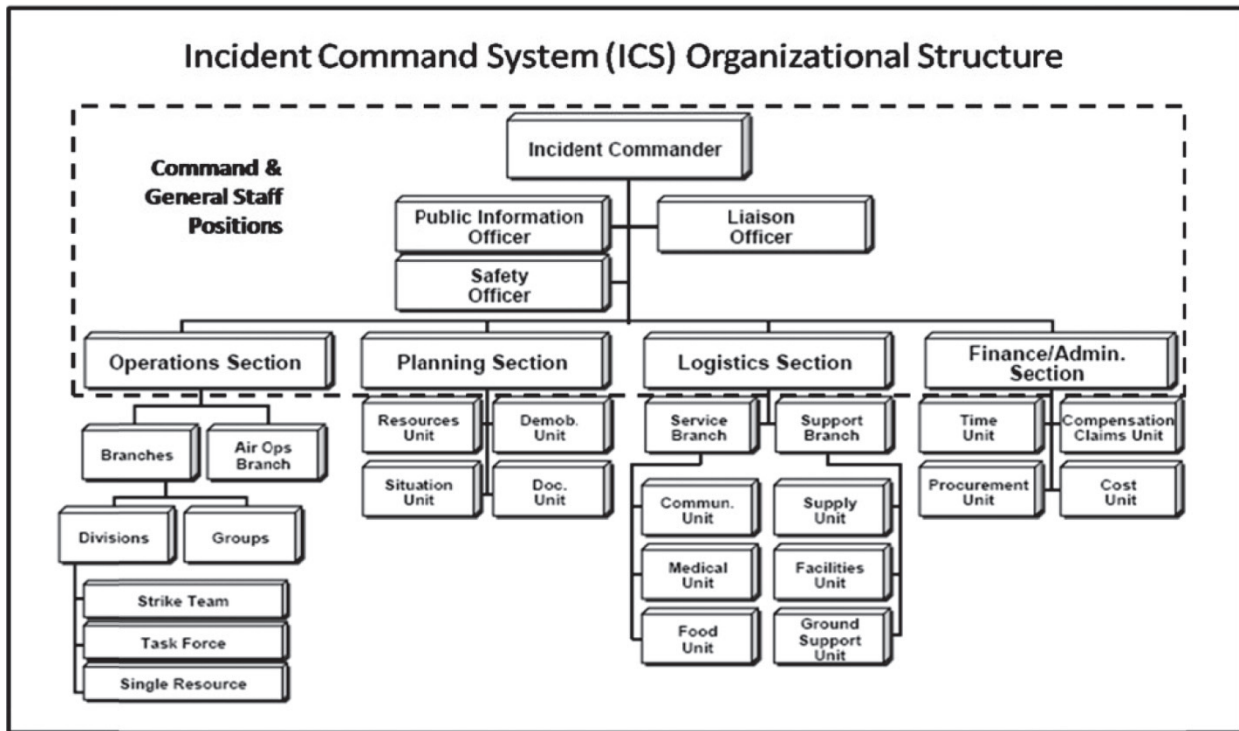 Incident Command System (ICS) Organizational Structure
Command &
General Staff
Positions
Incident Commander
Public Information
Officer
Liaison
Officer
Safety
Officer
Operations Section
Planning Section
Logistics Section
Finance/Admin.
Section
Branches
Air Ops
Branch
Divisions
Groups
Strike Team
Task Force
Single Resource
Resources
Unit
Demob.
Unit
Situation
Unit
Doc.
Unit
Service
Branch
Support
Branch
Commun.
Unit
Supply
Unit
Medical
Unit
Facilities
Unit
Food
Unit
Ground
Support
Unit
Time
Unit
Compensation
Claims Unit
Procurement
Unit
Cost
Unit